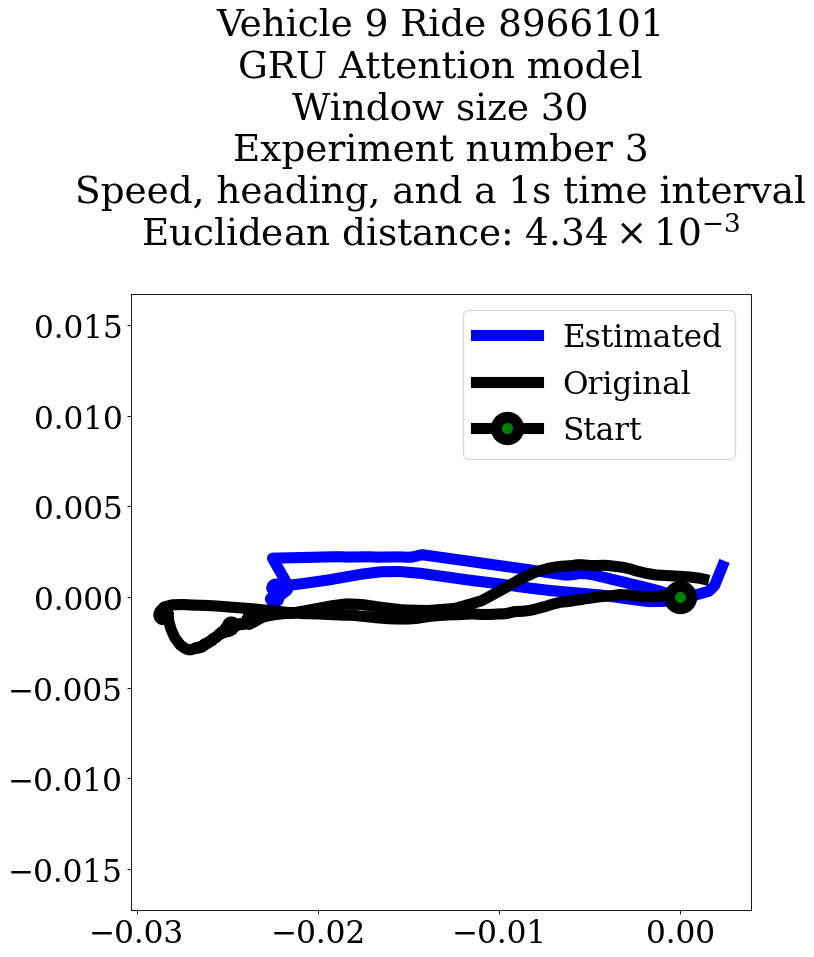 Vehicle 9 Ride 8966101
GRU Attention model
Window size 30
Experiment number 3
Speed, heading, and a 1s time interval
Euclidean distance: 4.34 × 10⁻³
Estimated
Original
Start
0.015
0.010
0.005
0.000
−0.005
−0.010
−0.015
−0.03
−0.02
−0.01
0.00